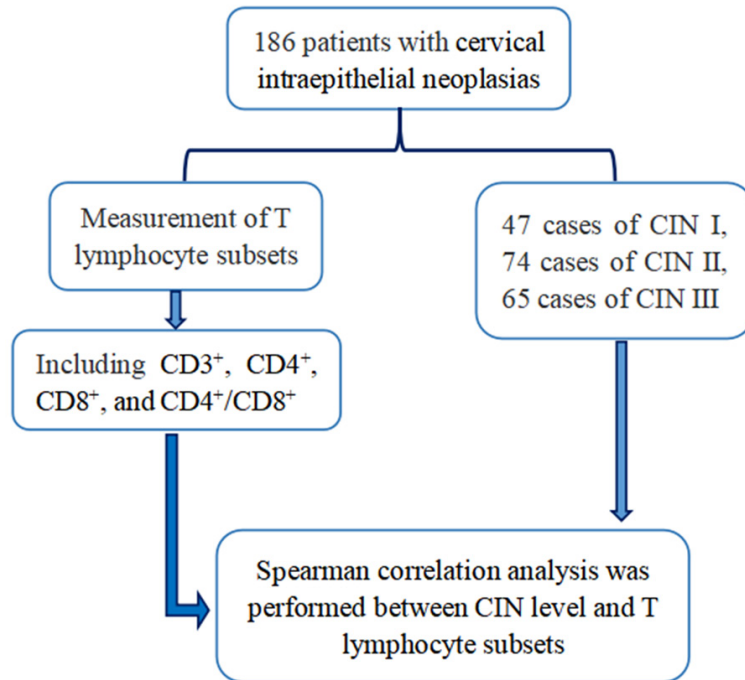 186 patients with cervical
intraepithelial neoplasias
Measurement of T
lymphocyte subsets
47 cases of CIN I,
74 cases of CIN II,
65 cases of CIN III
Including CD3⁺, CD4⁺,
CD8⁺, and CD4⁺/CD8⁺
Spearman correlation analysis was
performed between CIN level and T
lymphocyte subsets